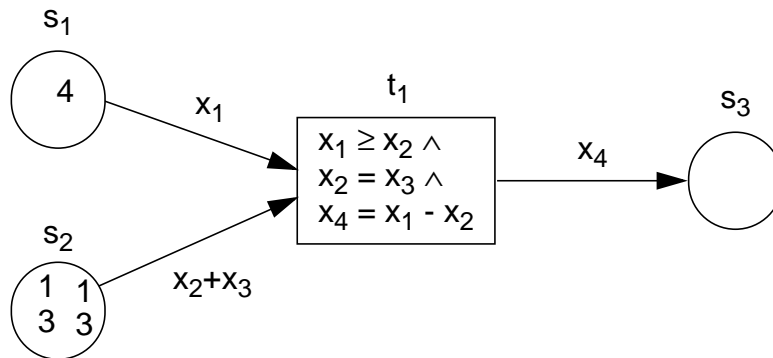 s₁
4
x₁
t₁
x₁ ≥ x₂ ∧
x₂ = x₃ ∧
x₄ = x₁ - x₂
x₄
s₃
s₂
1 1
3 3
x₂+x₃